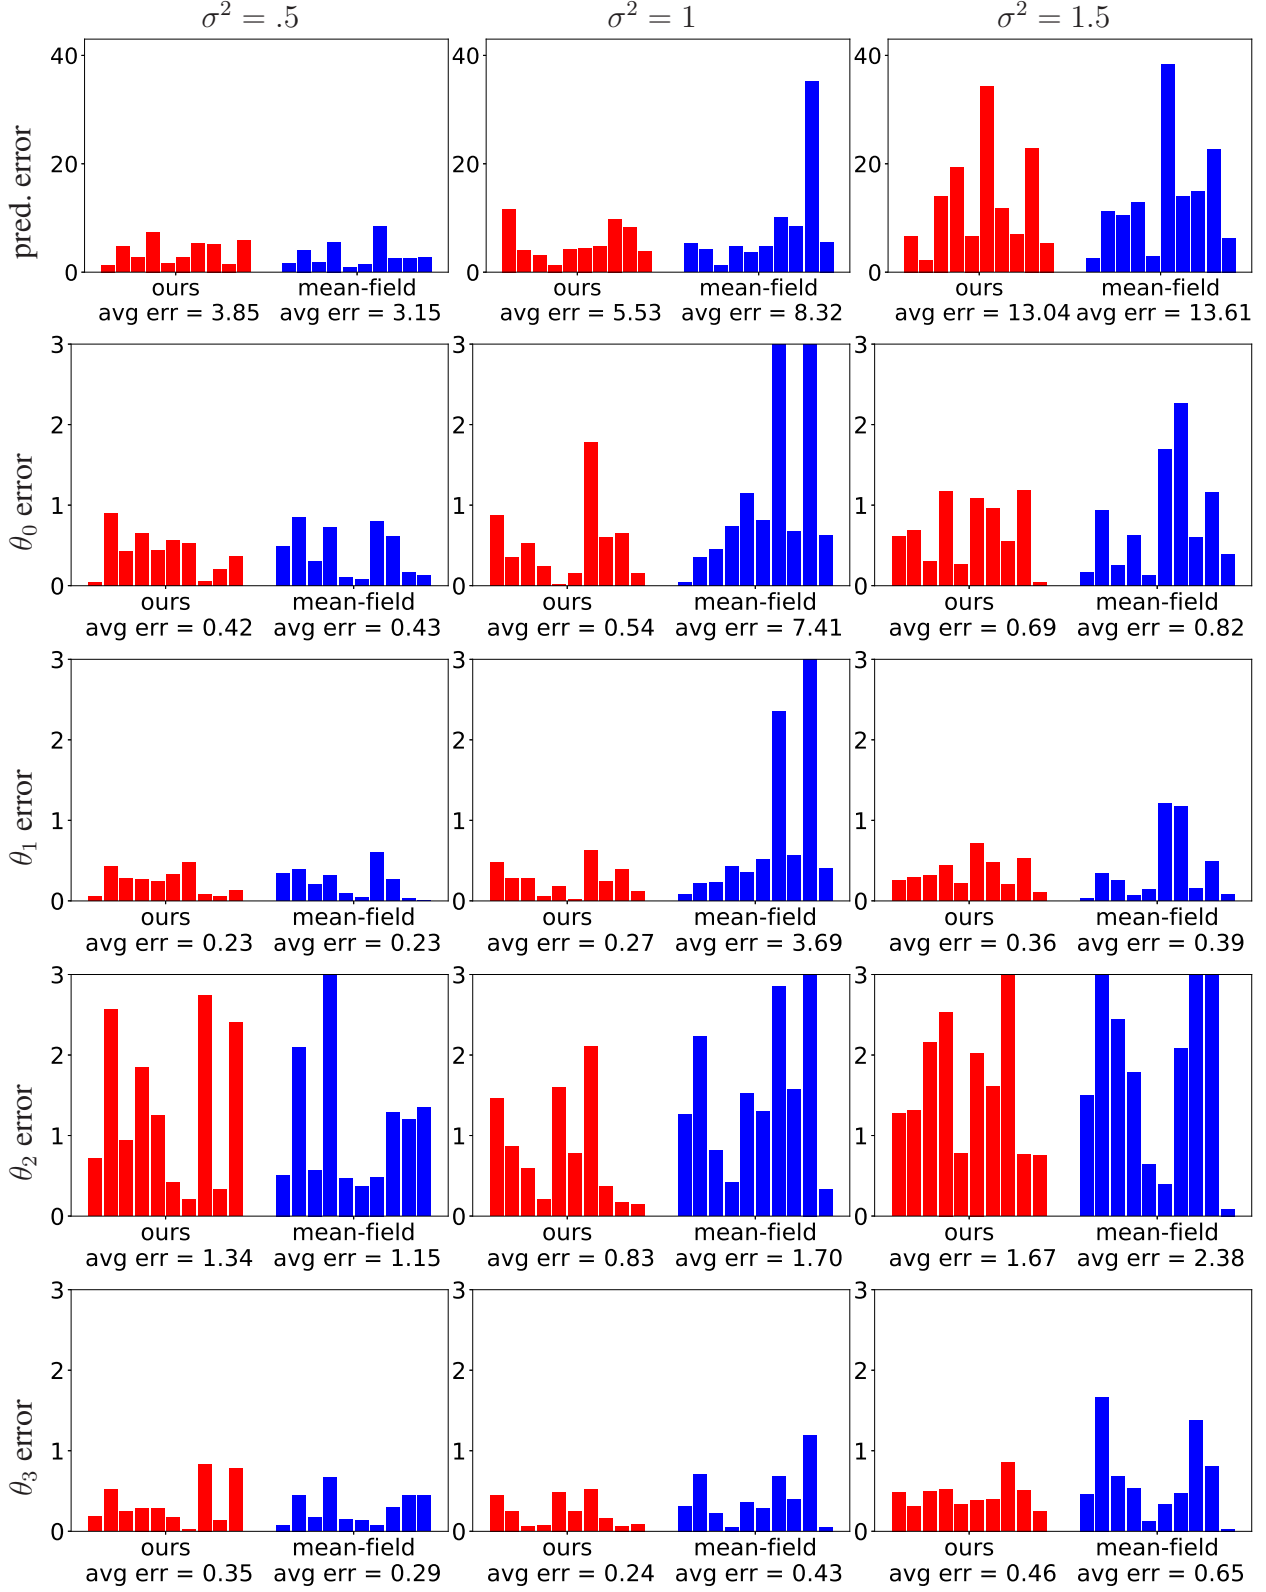 σ² = .5 σ² = 1 σ² = 1.5
pred. error
40 40 40
20 20 20
0 0 0
ours mean-field ours mean-field ours mean-field
avg err = 3.85 avg err = 3.15 avg err = 5.53 avg err = 8.32 avg err = 13.04 avg err = 13.61
θ₀ error
3 3 3
2 2 2
1 1 1
0 0 0
ours mean-field ours mean-field ours mean-field
avg err = 0.42 avg err = 0.43 avg err = 0.54 avg err = 7.41 avg err = 0.69 avg err = 0.82
θ₁ error
3 3 3
2 2 2
1 1 1
0 0 0
ours mean-field ours mean-field ours mean-field
avg err = 0.23 avg err = 0.23 avg err = 0.27 avg err = 3.69 avg err = 0.36 avg err = 0.39
θ₂ error
3 3 3
2 2 2
1 1 1
0 0 0
ours mean-field ours mean-field ours mean-field
avg err = 1.34 avg err = 1.15 avg err = 0.83 avg err = 1.70 avg err = 1.67 avg err = 2.38
θ₃ error
3 3 3
2 2 2
1 1 1
0 0 0
ours mean-field ours mean-field ours mean-field
avg err = 0.35 avg err = 0.29 avg err = 0.24 avg err = 0.43 avg err = 0.46 avg err = 0.65